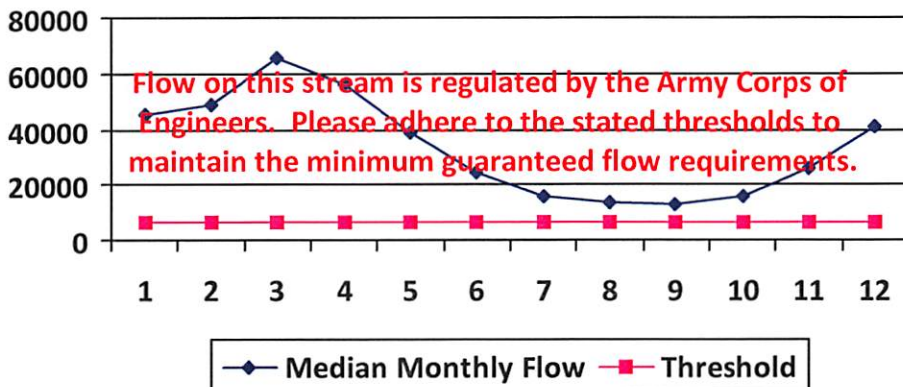 80000
60000
40000
20000
0
Flow on this stream is regulated by the Army Corps of
Engineers. Please adhere to the stated thresholds to
maintain the minimum guaranteed flow requirements.
1 2 3 4 5 6 7 8 9 10 11 12
Median Monthly Flow Threshold